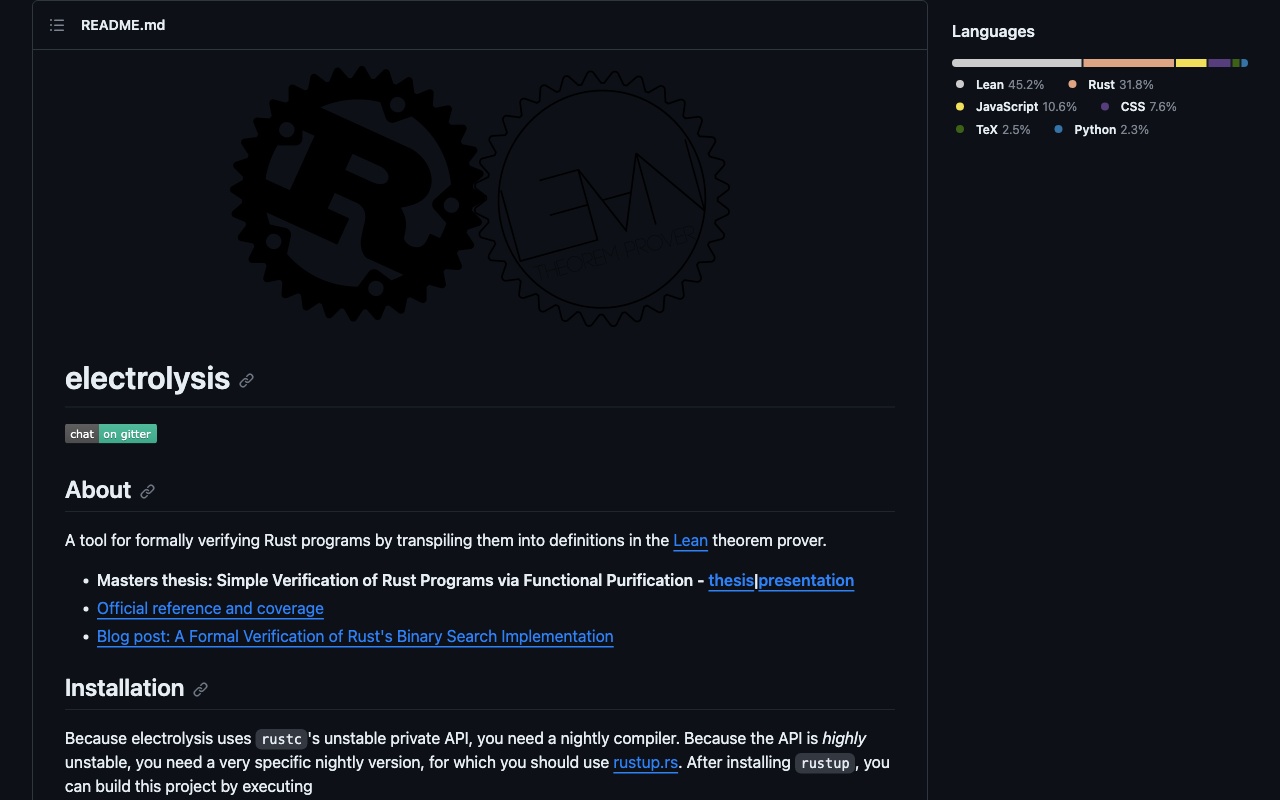 README.md
THEOREM PROVER
electrolysis
chat on gitter
About
A tool for formally verifying Rust programs by transpiling them into definitions in the Lean theorem prover.
• Masters thesis: Simple Verification of Rust Programs via Functional Purification - thesis|presentation
• Official reference and coverage
• Blog post: A Formal Verification of Rust's Binary Search Implementation
Installation
Because electrolysis uses rustc's unstable private API, you need a nightly compiler. Because the API is highly
unstable, you need a very specific nightly version, for which you should use rustup.rs. After installing rustup, you
can build this project by executing
Languages
Lean 45.2% Rust 31.8%
JavaScript 10.6% CSS 7.6%
TeX 2.5% Python 2.3%